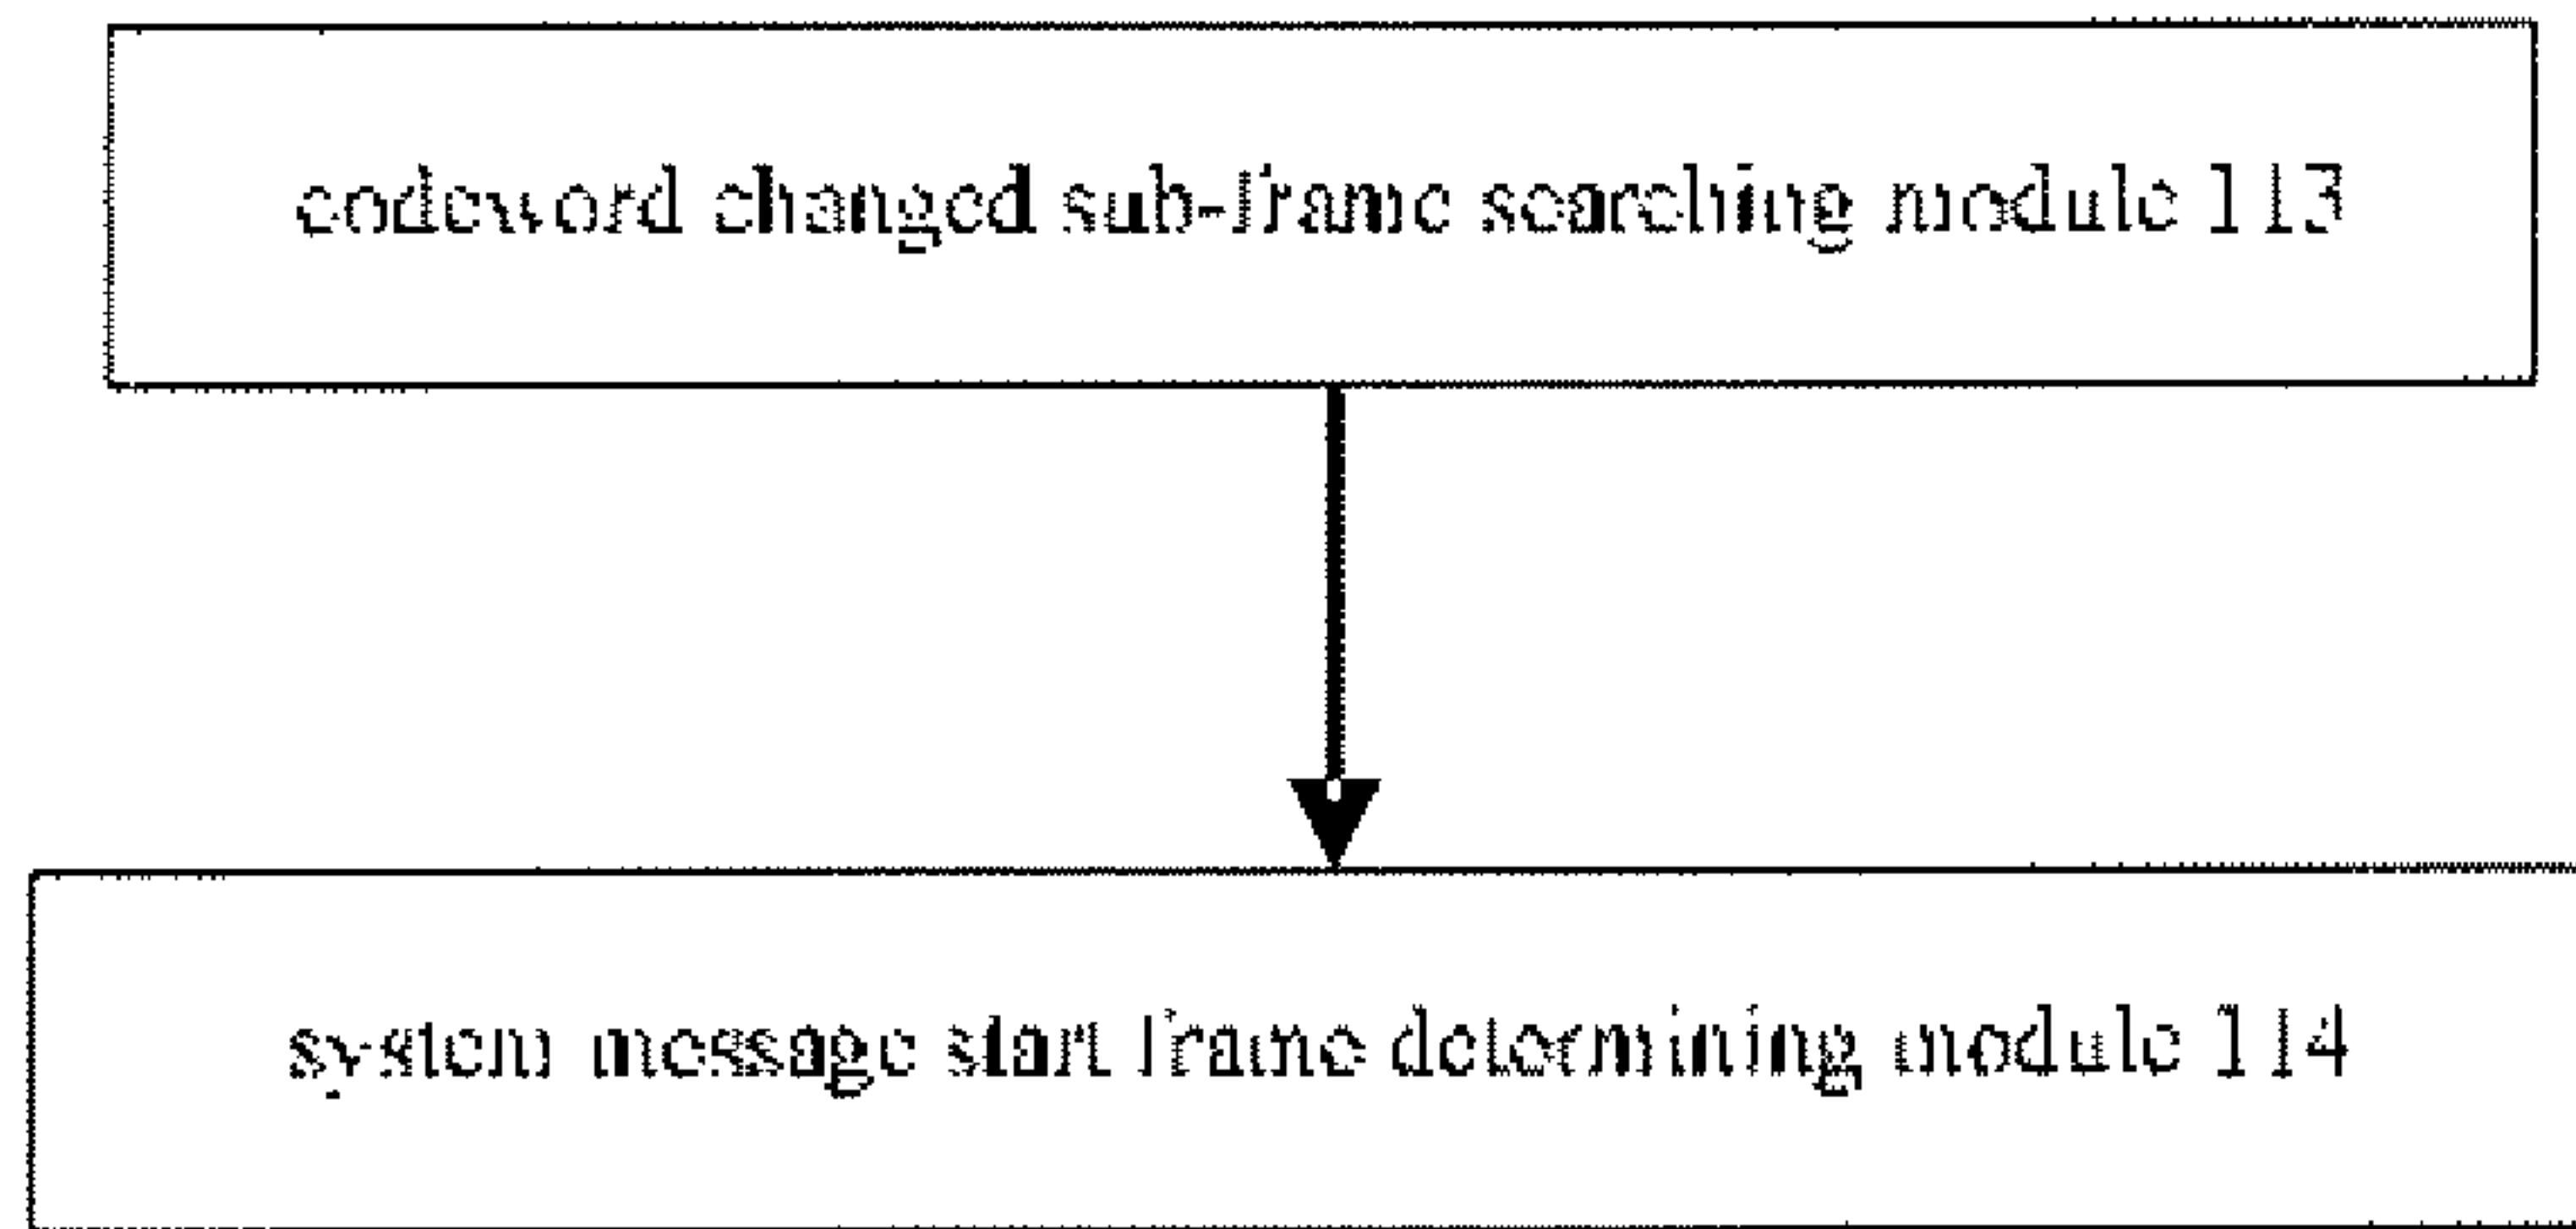 codeword changed sub-frame searching module 113
system message start frame determining module 114